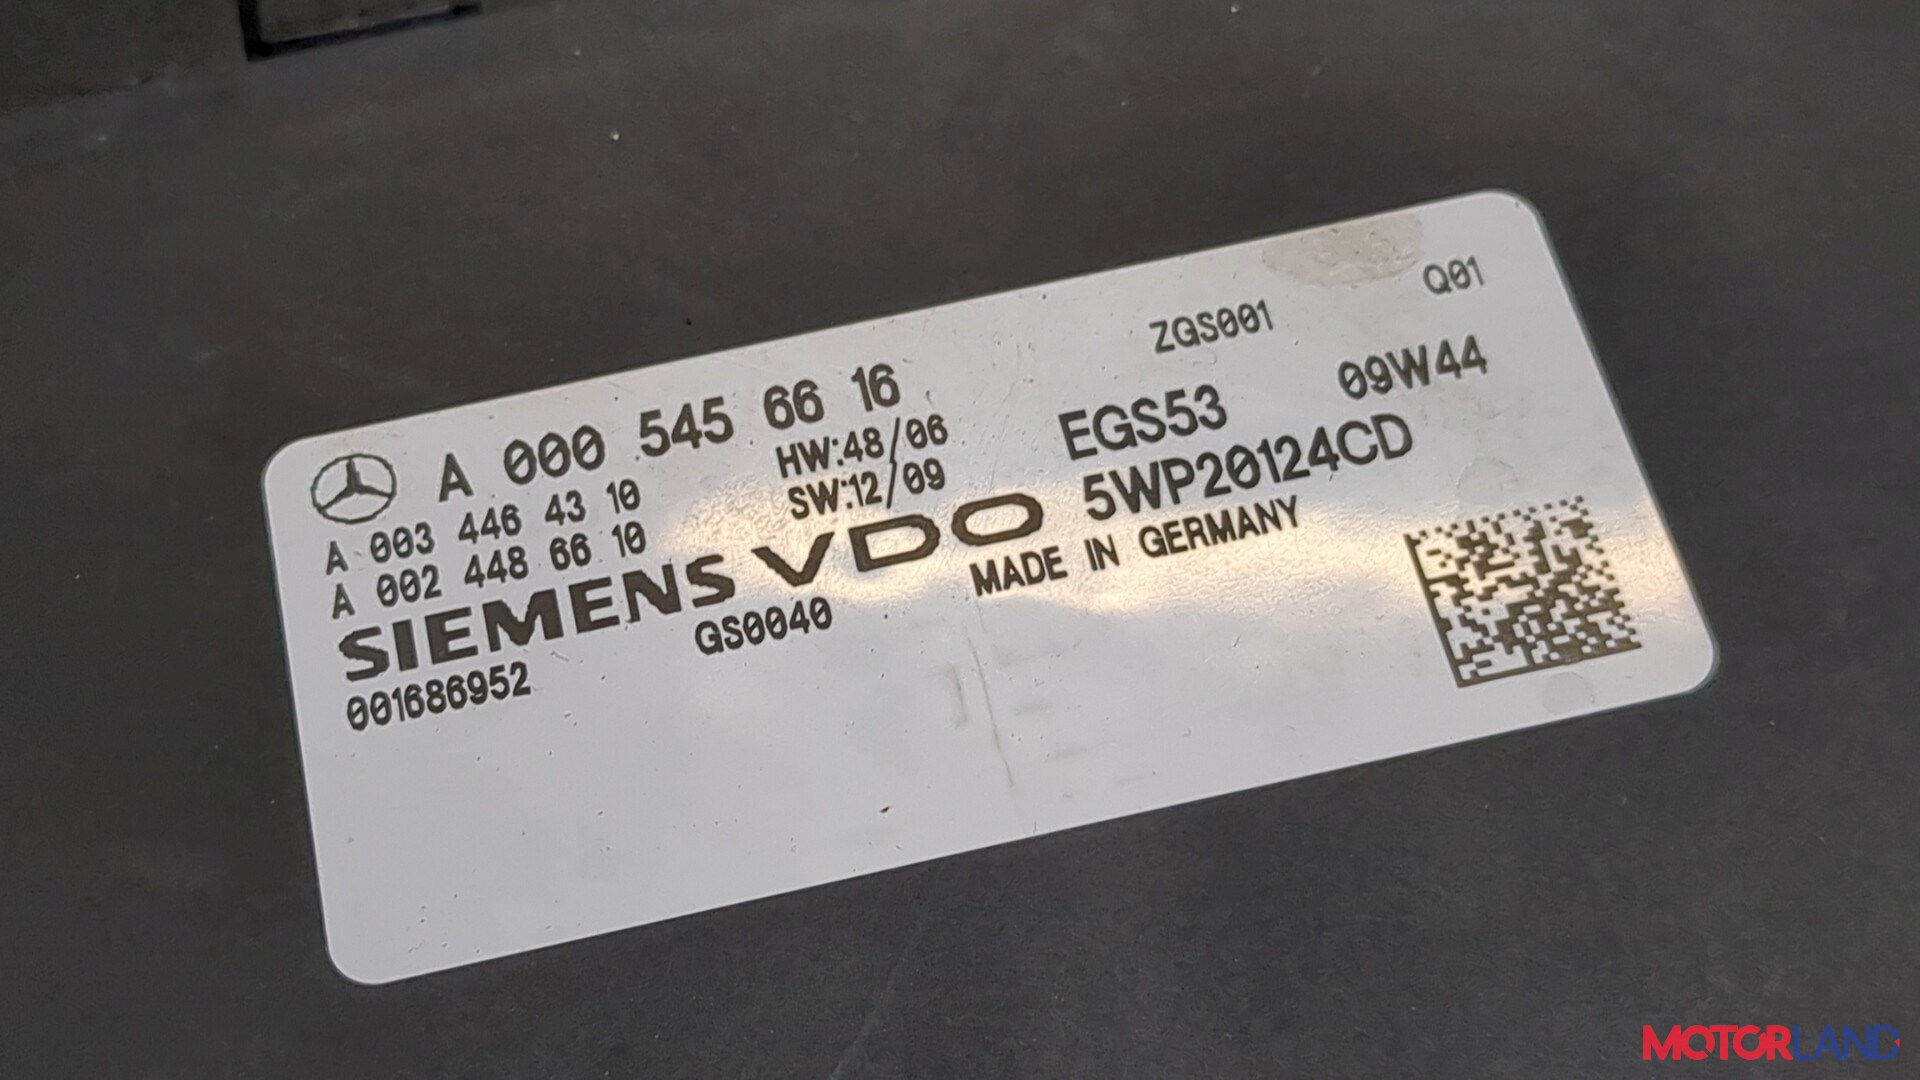 ZGS001 Q01
A 000 545 66 16 EGS53 09W44
HW:48/06
A 003 446 43 10 SW:12/09 5WP20124CD
A 002 448 66 10
SIEMENS VDO MADE IN GERMANY
001686952 GS0040
MOTORLAND